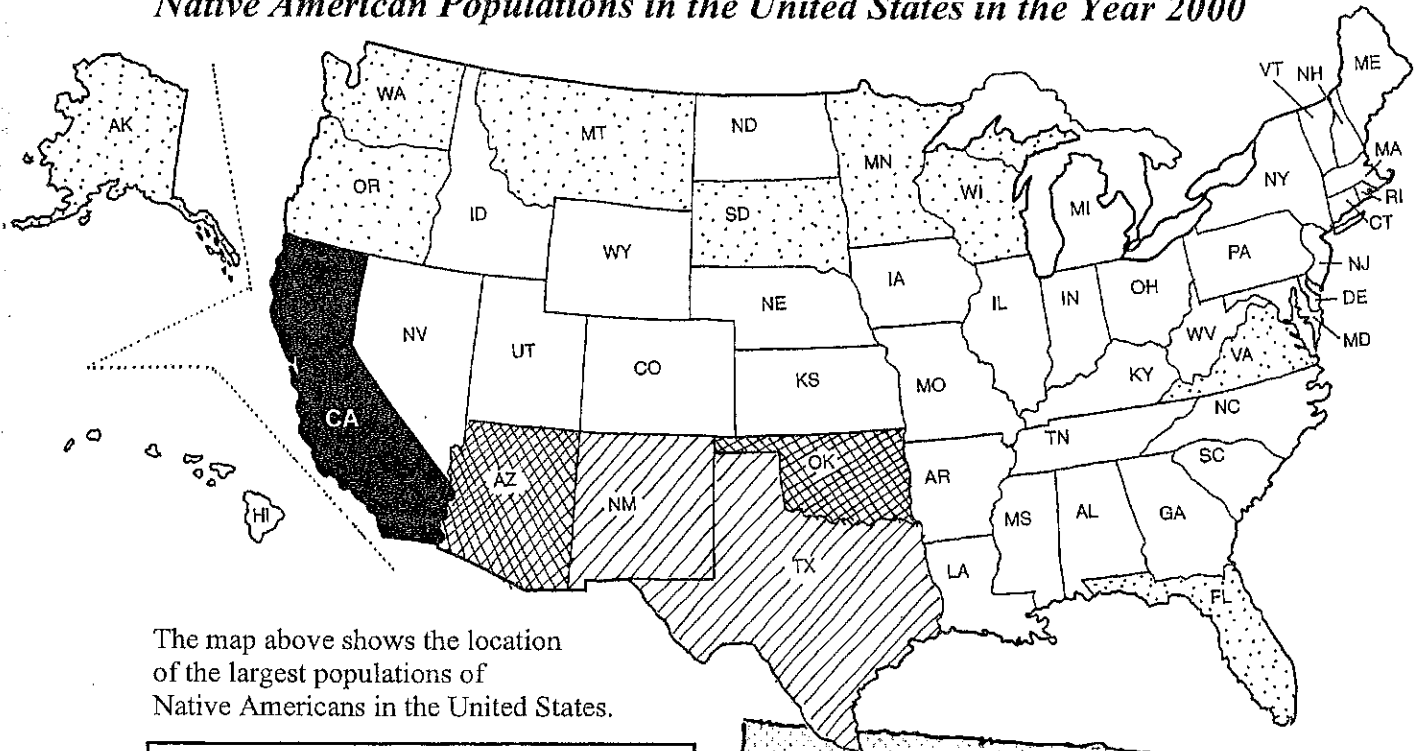 Native American Populations in the United States in the Year 2000
VT
NH
ME
WA
AK
MT
ND
MN
MA
OR
WI
NY
RI
ID
SD
MI
CT
WY
PA
NJ
IA
OH
NE
IL
IN
DE
NV
WV
MD
UT
VA
CO
KS
KY
MO
CA
NC
TN
OK
SC
AZ
AR
NM
MS
AL
GA
HI
TX
LA
FL
The map above shows the location
of the largest populations of
Native Americans in the United States.